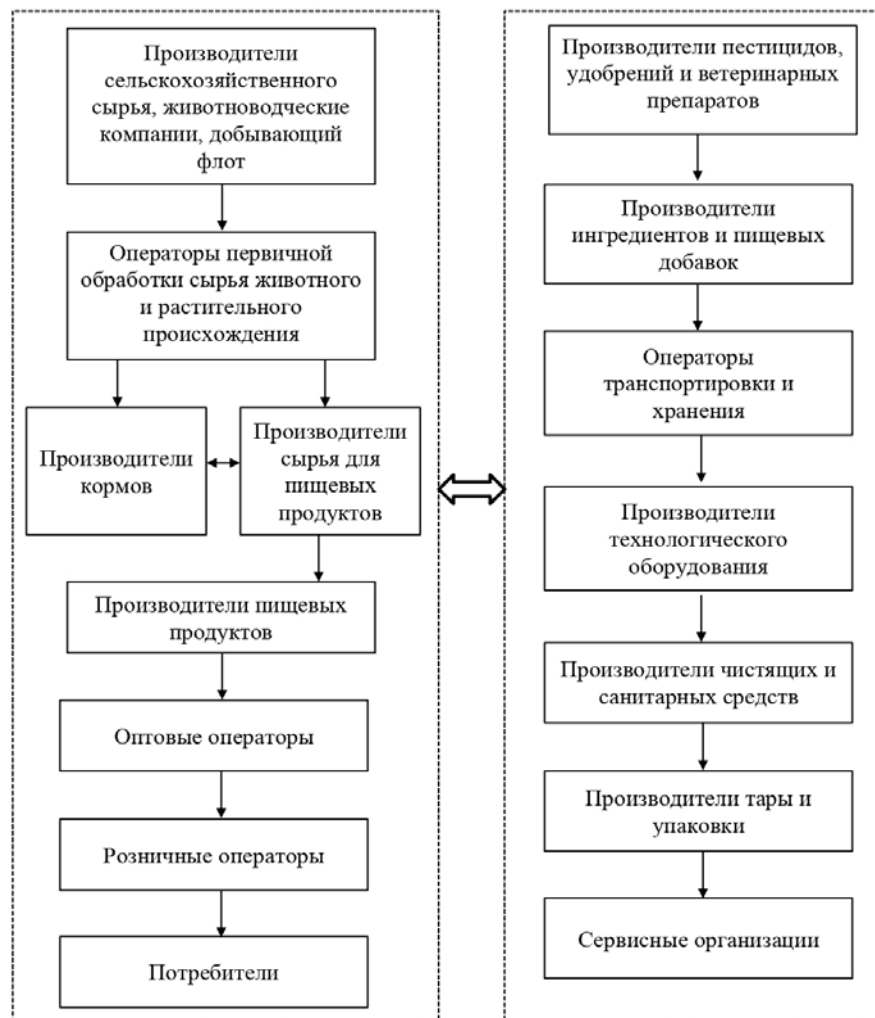 Производители
сельскохозяйственного
сырья, животноводческие
компании, добывающий
флот
Операторы первичной
обработки сырья животного
и растительного
происхождения
Производители
кормов
Производители
сырья для
пищевых
продуктов
Производители пищевых
продуктов
Оптовые операторы
Розничные операторы
Потребители
Производители пестицидов,
удобрений и ветеринарных
препаратов
Производители
ингредиентов и пищевых
добавок
Операторы
транспортировки и
хранения
Производители
технологического
оборудования
Производители чистящих и
санитарных средств
Производители тары и
упаковки
Сервисные организации